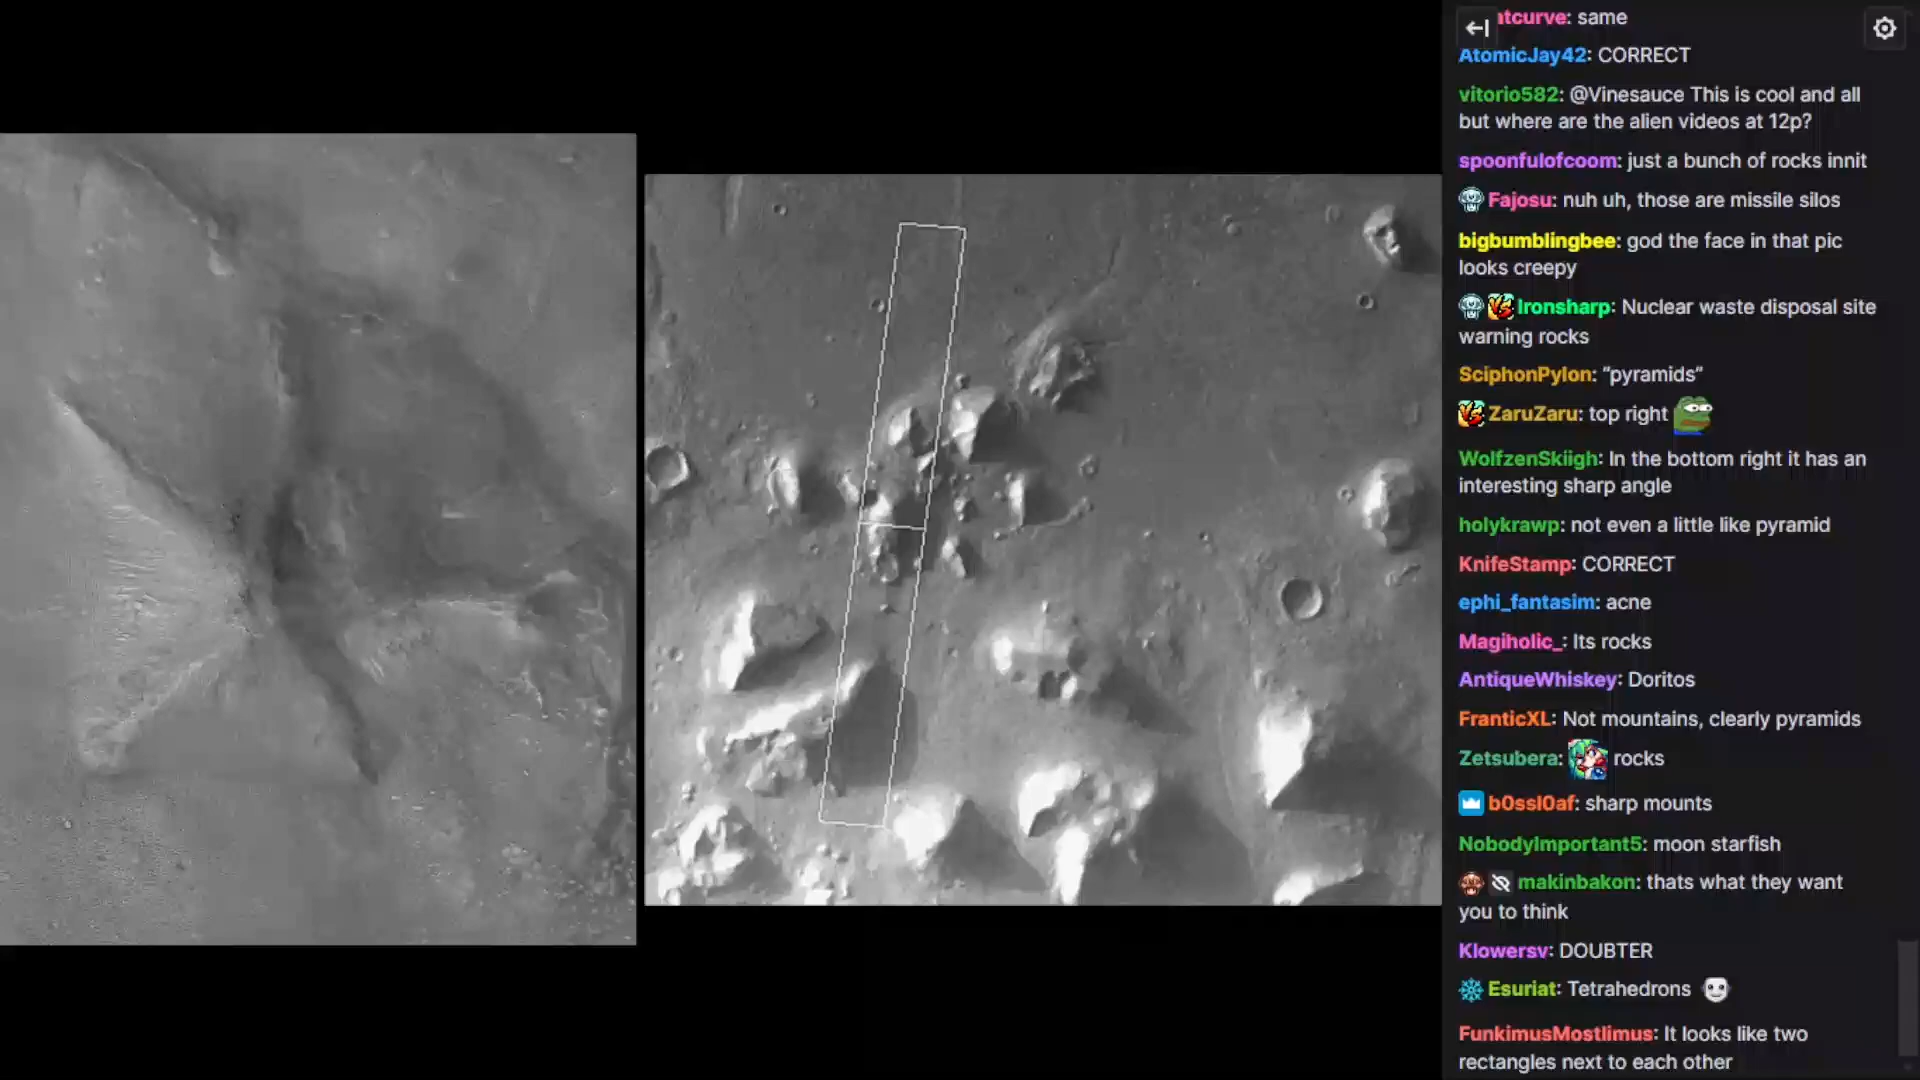 atcurve: same
AtomicJay42: CORRECT
vitorio582: @Vinesauce This is cool and all
but where are the alien videos at 12p?
spoonfulofcoom: just a bunch of rocks innit
Fajosu: nuh uh, those are missile silos
bigbumblingbee: god the face in that pic
looks creepy
Ironsharp: Nuclear waste disposal site
warning rocks
SciphonPylon: “pyramids”
ZaruZaru: top right
WolfzenSkiigh: In the bottom right it has an
interesting sharp angle
holykrawp: not even a little like pyramid
KnifeStamp: CORRECT
ephi_fantasim: acne
Magiholic_: Its rocks
AntiqueWhiskey: Doritos
FranticXL: Not mountains, clearly pyramids
Zetsubera: rocks
b0ssl0af: sharp mounts
NobodyImportant5: moon starfish
makinbakon: thats what they want
you to think
Klowersv: DOUBTER
Esuriat: Tetrahedrons
FunkimusMostlimus: It looks like two
rectangles next to each other